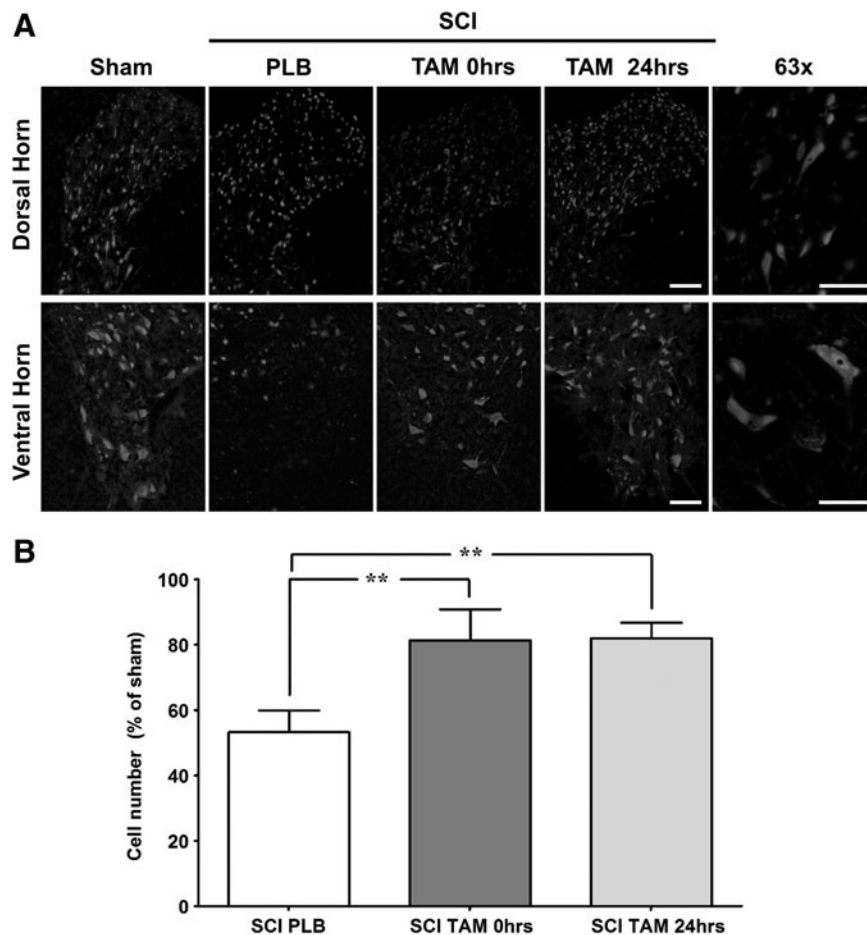 A
SCI
Sham PLB TAM 0hrs TAM 24hrs 63x
Dorsal Horn
Ventral Horn
B
**
**
Cell number (% of sham)
100
80
60
40
20
0
SCI PLB SCI TAM 0hrs SCI TAM 24hrs